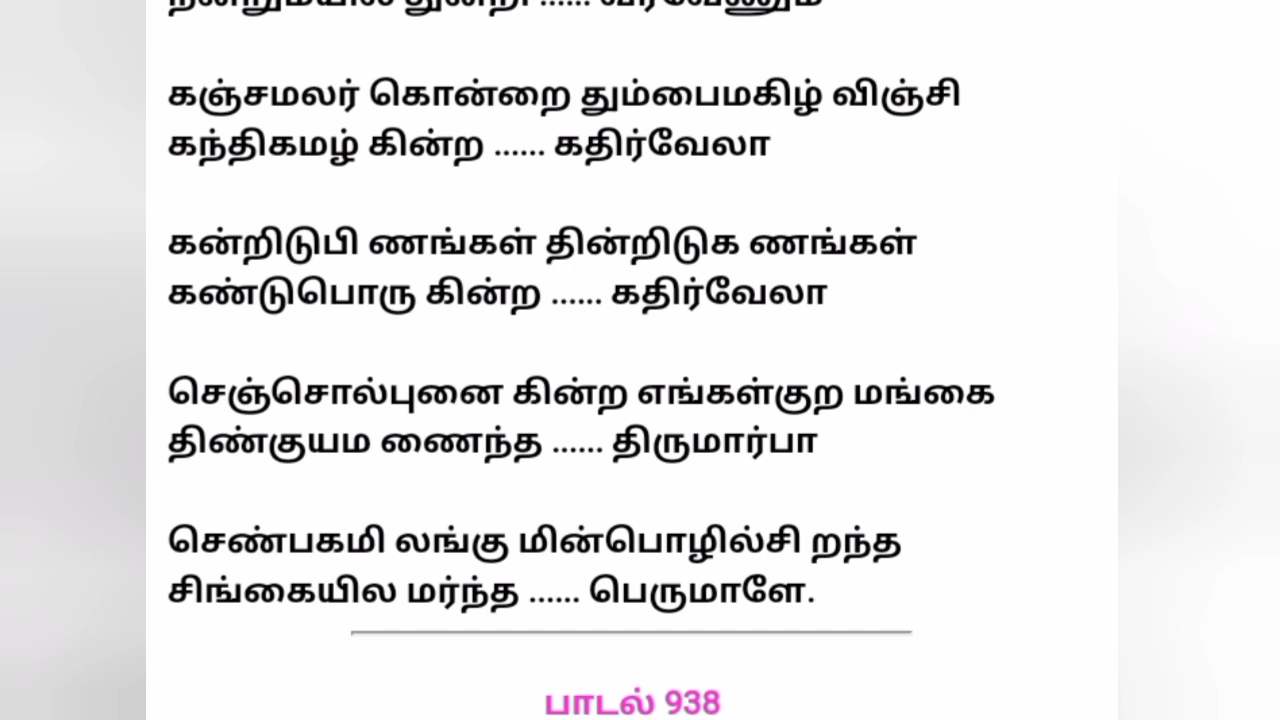 கஞ்சமலர் கொன்றை தும்பைமகிழ் விஞ்சி
கந்திகமழ் கின்ற ...... கதிர்வேலா
கன்றிடுபி ணங்கள் தின்றிடுக ணங்கள்
கண்டுபொரு கின்ற ...... கதிர்வேலா
செஞ்சொல்புனை கின்ற எங்கள்குற மங்கை
திண்குயம ணைந்த ...... திருமார்பா
செண்பகமி லங்கு மின்பொழில்சி றந்த
சிங்கையில மர்ந்த ...... பெருமாளே.
பாடல் 938